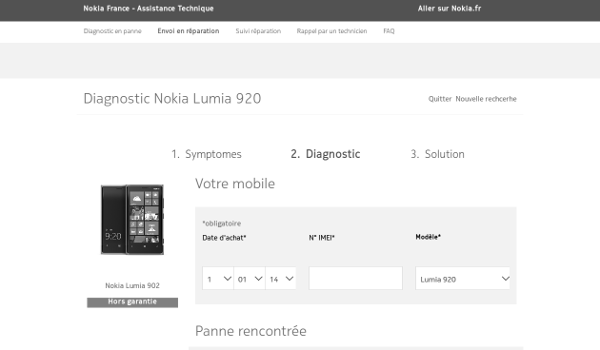 Nokia France - Assistance Technique Aller sur Nokia.fr
Diagnostic en panne Envoi en réparation Suivi réparation Rappel par un technicien FAQ
Diagnostic Nokia Lumia 920 Quitter Nouvelle rechcerhe
1. Symptomes 2. Diagnostic 3. Solution
Votre mobile
*obligatoire
Date d'achat* N° IMEI* Modèle*
1 01 14 Lumia 920
9:20
Nokia Lumia 902
Hors garantie
Panne rencontrée